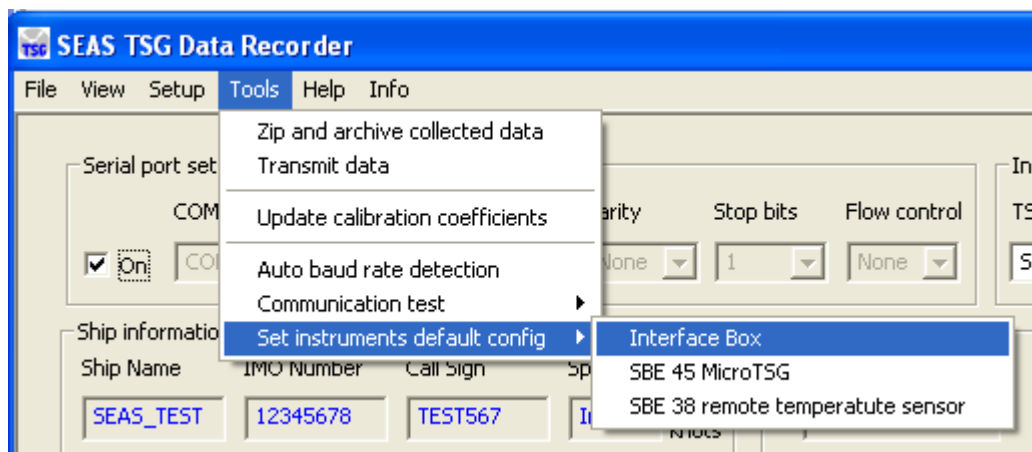 TSG SEAS TSG Data Recorder
File View Setup Tools Help Info
Zip and archive collected data
Transmit data
Update calibration coefficients
Auto baud rate detection
Communication test
Set instruments default config
Interface Box
SBE 45 MicroTSG
SBE 38 remote temperatute sensor
Serial port set
COM arity Stop bits Flow control TS
On CO None 1 None S
Ship informatio
Ship Name IMO Number Call Sign Sp
SEAS_TEST 12345678 TEST567 In
knots